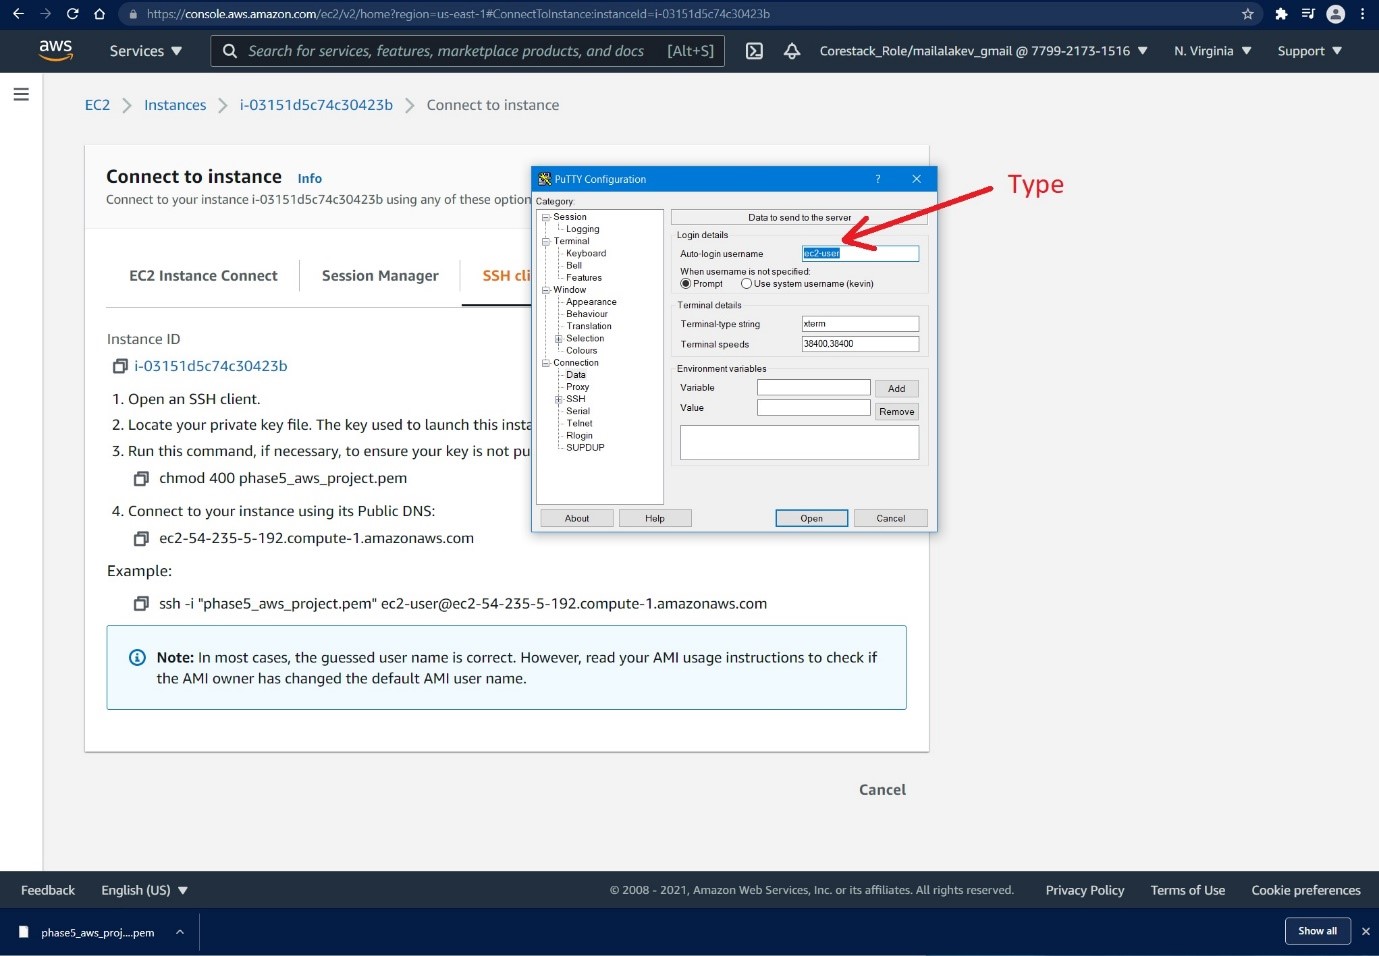 https://console.aws.amazon.com/ec2/v2/home?region=us-east-1#ConnectToInstance:instanceId=i-03151d5c74c30423b
aws Services Search for services, features, marketplace products, and docs [Alt+S] Corestack_Role/mailalakev_gmail @ 7799-2173-1516 N. Virginia Support
EC2 Instances i-03151d5c74c30423b Connect to instance
Connect to instance Info
Connect to your instance i-03151d5c74c30423b using any of these option
EC2 Instance Connect Session Manager SSH cli
Instance ID
i-03151d5c74c30423b
1. Open an SSH client.
2. Locate your private key file. The key used to launch this insta
3. Run this command, if necessary, to ensure your key is not pu
chmod 400 phase5_aws_project.pem
4. Connect to your instance using its Public DNS:
ec2-54-235-5-192.compute-1.amazonaws.com
Example:
ssh -i "phase5_aws_project.pem" ec2-user@ec2-54-235-5-192.compute-1.amazonaws.com
Note: In most cases, the guessed user name is correct. However, read your AMI usage instructions to check if
the AMI owner has changed the default AMI user name.
Cancel
PuTTY Configuration ? ×
Category:
Session
Logging
Terminal
Keyboard
Bell
Features
Window
Appearance
Behaviour
Translation
Selection
Colours
Connection
Data
Proxy
SSH
Serial
Telnet
Rlogin
SUPDUP
Data to send to the server
Login details
Auto-login username ec2-user
When username is not specified:
Prompt Use system username (kevin)
Terminal details
Terminal-type string xterm
Terminal speeds 38400,38400
Environment variables
Variable Add
Value Remove
About Help Open Cancel
Type
Feedback English (US) © 2008 - 2021, Amazon Web Services, Inc. or its affiliates. All rights reserved. Privacy Policy Terms of Use Cookie preferences
phase5_aws_proj....pem Show all